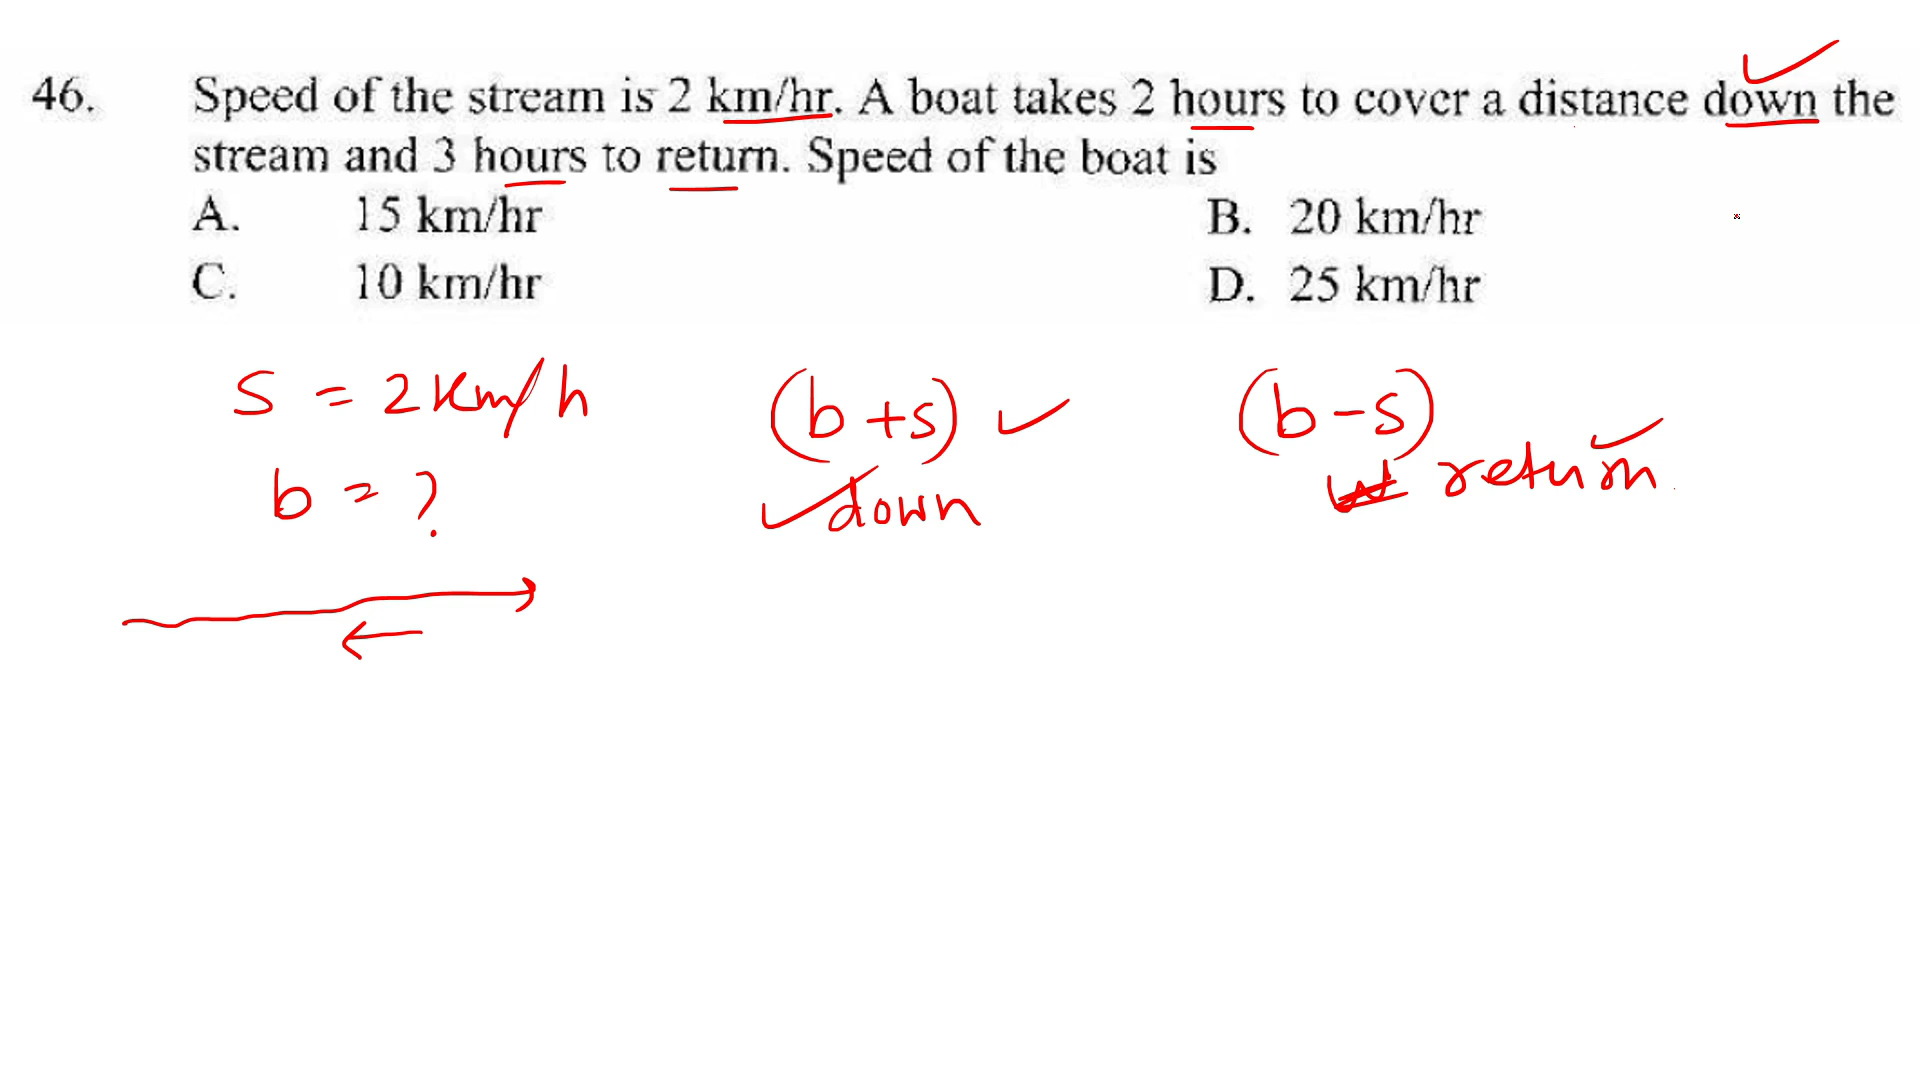 46. Speed of the stream is 2 km/hr. A boat takes 2 hours to cover a distance down the
stream and 3 hours to return. Speed of the boat is
A. 15 km/hr B. 20 km/hr
C. 10 km/hr D. 25 km/hr
S = 2 Km/h (b+s) (b-s)
b = ? down return